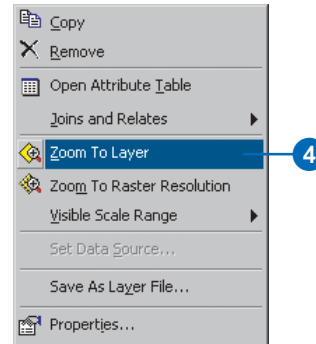 Copy
Remove
Open Attribute Table
Joins and Relates
Zoom To Layer
4
Zoom To Raster Resolution
Visible Scale Range
Set Data Source...
Save As Layer File...
Properties...